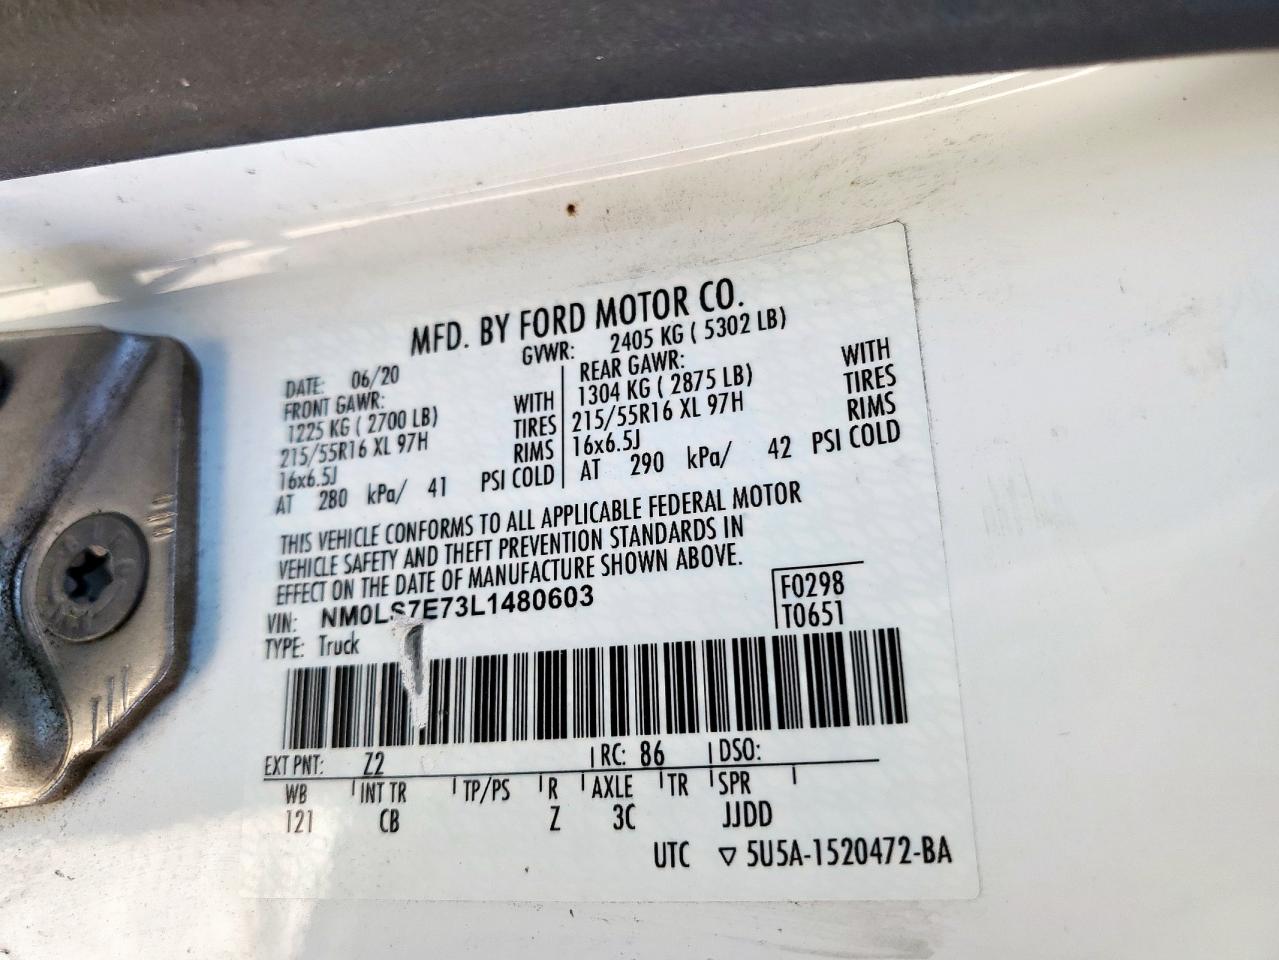 MFD. BY FORD MOTOR CO.
DATE: 06/20 GVWR: 2405 KG ( 5302 LB)
FRONT GAWR: REAR GAWR:
1225 KG ( 2700 LB) WITH 1304 KG ( 2875 LB) WITH
215/55R16 XL 97H TIRES 215/55R16 XL 97H TIRES
16x6.5J RIMS 16x6.5J RIMS
AT 280 kPa/ 41 PSI COLD AT 290 kPa/ 42 PSI COLD
THIS VEHICLE CONFORMS TO ALL APPLICABLE FEDERAL MOTOR
VEHICLE SAFETY AND THEFT PREVENTION STANDARDS IN
EFFECT ON THE DATE OF MANUFACTURE SHOWN ABOVE.
VIN: NM0LS7E73L1480603 F0298
TYPE: Truck T0651
EXT PNT: Z2 RC: 86 DSO:
WB INT TR TP/PS R AXLE TR SPR
121 CB Z 3C JJDD
UTC ▽ 5U5A-1520472-BA